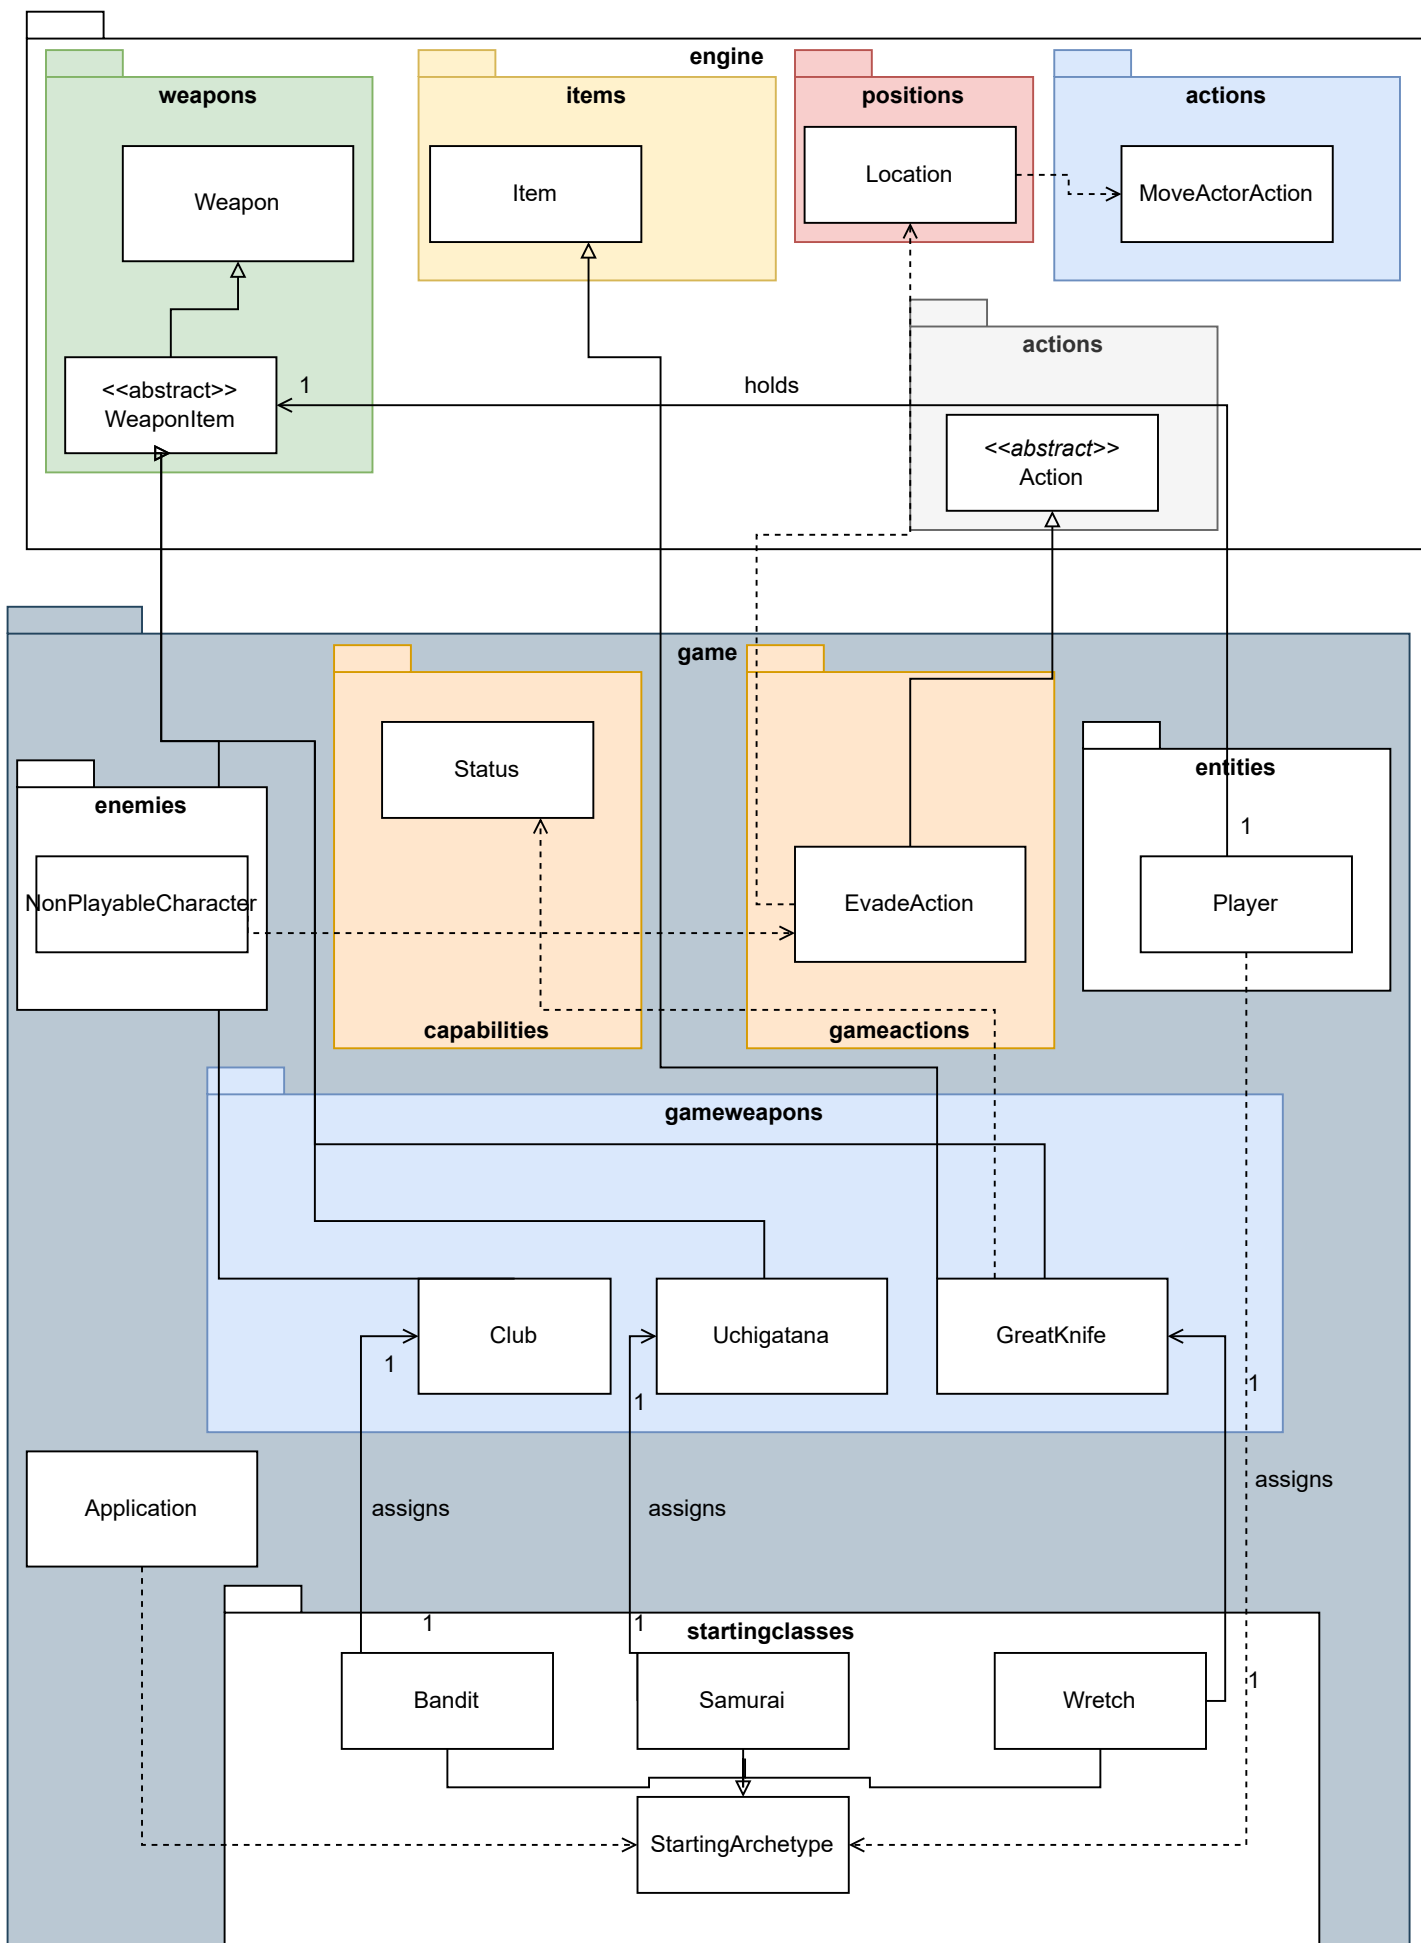 engine
weapons
items
positions
actions
Weapon
Item
Location
MoveActorAction
actions
<<abstract>>
WeaponItem
1
holds
<<abstract>>
Action
game
Status
entities
enemies
1
NonPlayableCharacter
EvadeAction
Player
capabilities
gameactions
gameweapons
Club
Uchigatana
GreatKnife
1
1
1
assigns
Application
assigns
assigns
1
1
startingclasses
Bandit
Samurai
Wretch
1
StartingArchetype